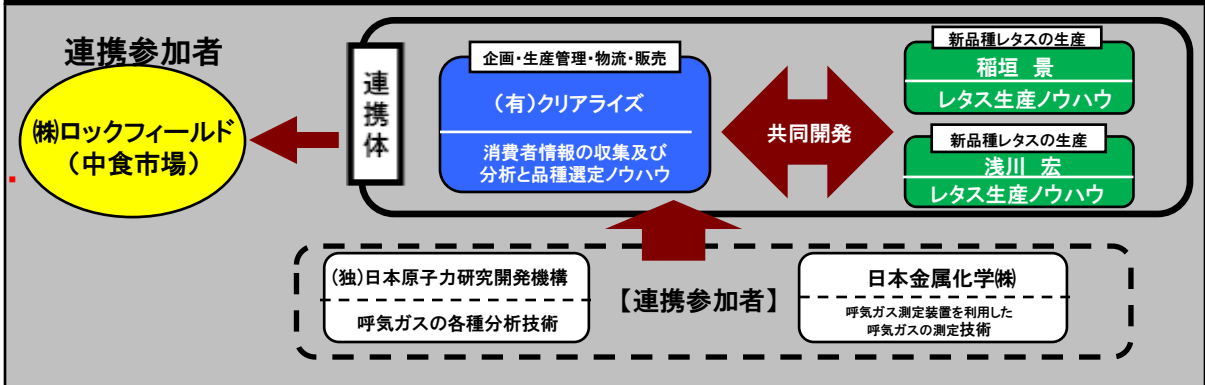 連携参加者
㈱ロックフィールド
（中食市場）
連携体
企画・生産管理・物流・販売
（有）クリアライズ
消費者情報の収集及び
分析と品種選定ノウハウ
共同開発
新品種レタスの生産
稲垣 景
レタス生産ノウハウ
新品種レタスの生産
浅川 宏
レタス生産ノウハウ
(独)日本原子力研究開発機構
呼気ガスの各種分析技術
【連携参加者】
日本金属化学㈱
呼気ガス測定装置を利用した
呼気ガスの測定技術